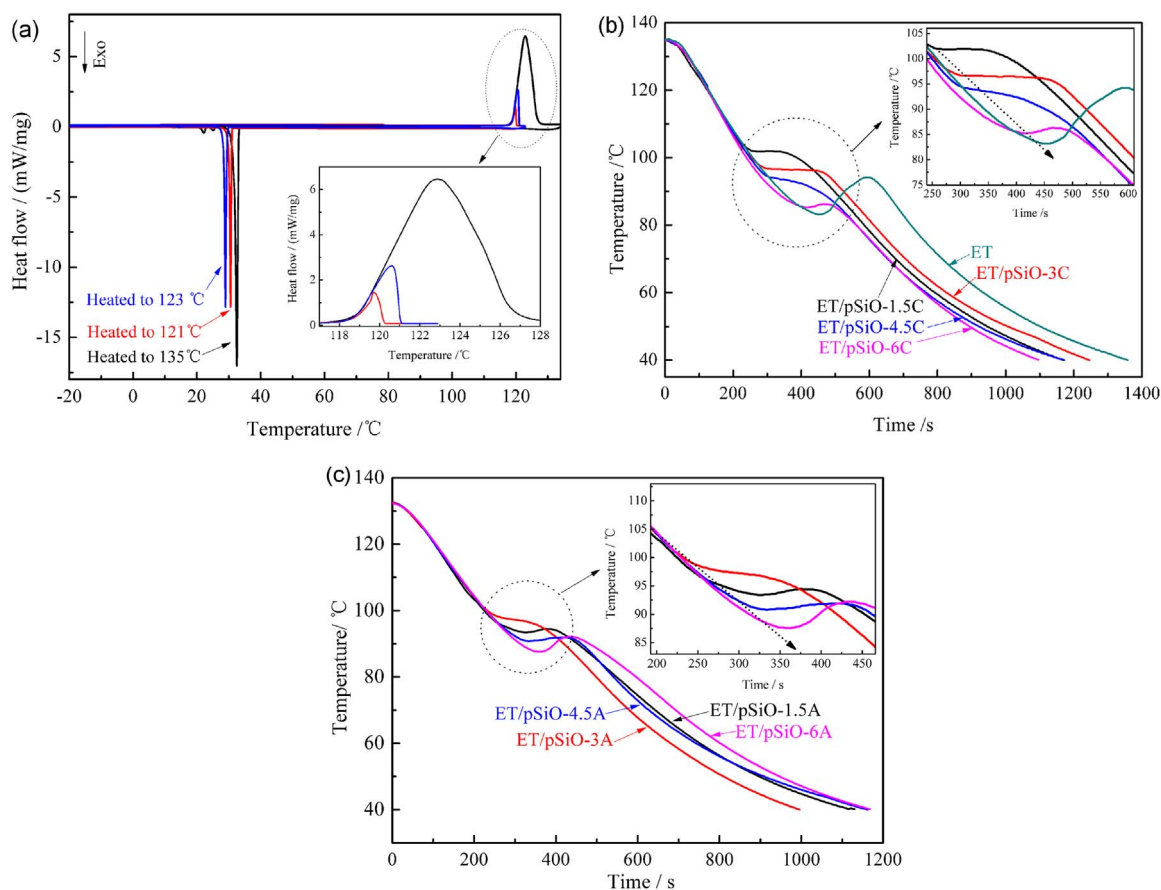 (a)
Exo
5
0
-5
-10
-15
Heat flow / (mW/mg)
-20
0
20
40
60
80
100
120
Temperature /℃
Heated to 123 ℃
Heated to 121℃
Heated to 135℃
6
4
2
0
Heat flow / (mW/mg)
118
120
122
124
126
128
Temperature /℃
(b)
140
120
100
80
60
40
Temperature /℃
0
200
400
600
800
1000
1200
1400
Time /s
ET
ET/pSiO-3C
ET/pSiO-1.5C
ET/pSiO-4.5C
ET/pSiO-6C
105
100
95
90
85
80
75
Temperature /℃
250
300
350
400
450
500
550
600
Time /s
(c)
140
120
100
80
60
40
Temperature/ ℃
0
200
400
600
800
1000
1200
Time /s
ET/pSiO-4.5A
ET/pSiO-3A
ET/pSiO-1.5A
ET/pSiO-6A
110
105
100
95
90
85
Temperature / ℃
200
250
300
350
400
450
Time / s